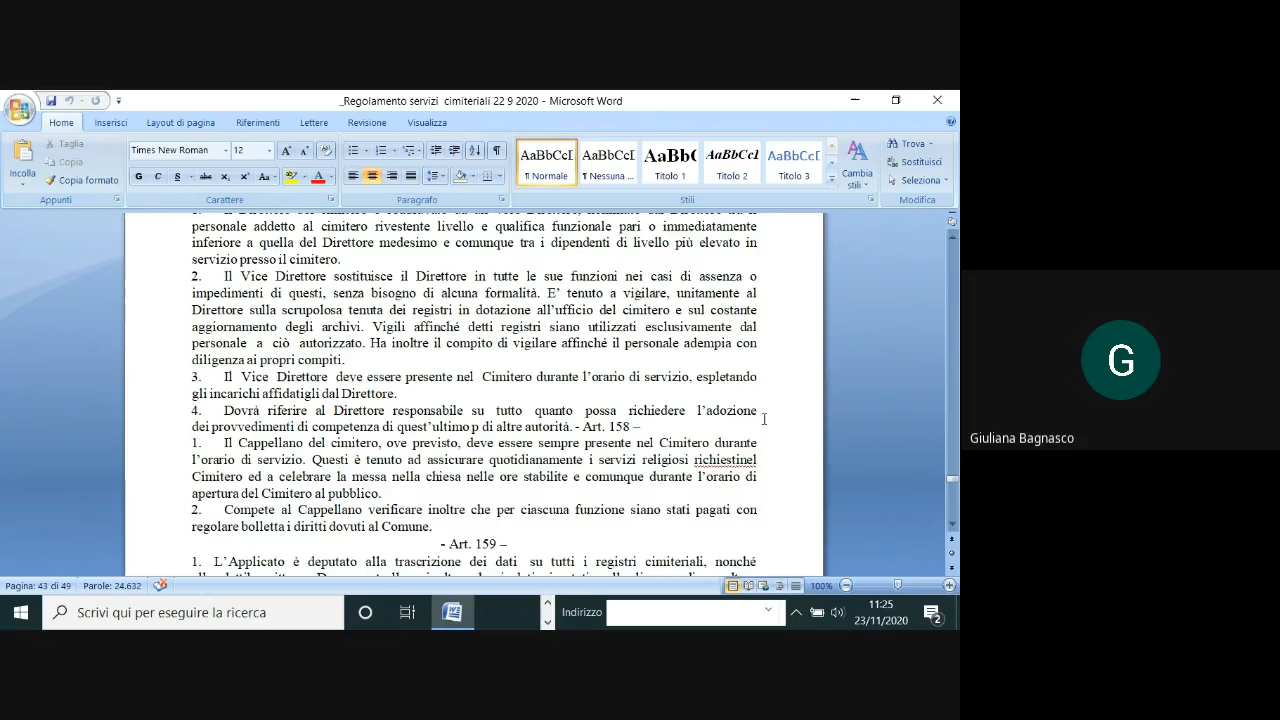 _Regolamento servizi cimiteriali 22 9 2020 - Microsoft Word
Home Inserisci Layout di pagina Riferimenti Lettere Revisione Visualizza
Incolla
Taglia
Copia
Copia formato
Appunti
Times New Roman 12
G C S abc x₂ x² Aa
Carattere
Paragrafo
AaBbCcI AaBbCcI AaBb( AaBbCcI AaBbCcI
¶ Normale ¶ Nessuna ... Titolo 1 Titolo 2 Titolo 3
Cambia stili
Stili
Trova
Sostituisci
Seleziona
Modifica
personale addetto al cimitero rivestente livello e qualifica funzionale pari o immediatamente
inferiore a quella del Direttore medesimo e comunque tra i dipendenti di livello più elevato in
servizio presso il cimitero.
2. Il Vice Direttore sostituisce il Direttore in tutte le sue funzioni nei casi di assenza o
impedimenti di questi, senza bisogno di alcuna formalità. E’ tenuto a vigilare, unitamente al
Direttore sulla scrupolosa tenuta dei registri in dotazione all’ufficio del cimitero e sul costante
aggiornamento degli archivi. Vigili affinché detti registri siano utilizzati esclusivamente dal
personale a ciò autorizzato. Ha inoltre il compito di vigilare affinché il personale adempia con
diligenza ai propri compiti.
3. Il Vice Direttore deve essere presente nel Cimitero durante l’orario di servizio, espletando
gli incarichi affidatigli dal Direttore.
4. Dovrà riferire al Direttore responsabile su tutto quanto possa richiedere l’adozione
dei provvedimenti di competenza di quest’ultimo p di altre autorità. - Art. 158 –
1. Il Cappellano del cimitero, ove previsto, deve essere sempre presente nel Cimitero durante
l’orario di servizio. Questi è tenuto ad assicurare quotidianamente i servizi religiosi richiestinel
Cimitero ed a celebrare la messa nella chiesa nelle ore stabilite e comunque durante l’orario di
apertura del Cimitero al pubblico.
2. Compete al Cappellano verificare inoltre che per ciascuna funzione siano stati pagati con
regolare bolletta i diritti dovuti al Comune.
- Art. 159 –
1. L’Applicato è deputato alla trascrizione dei dati su tutti i registri cimiteriali, nonché
Pagina: 43 di 49 Parole: 24.632 100%
Scrivi qui per eseguire la ricerca
Indirizzo
11:25
23/11/2020
2
G
Giuliana Bagnasco